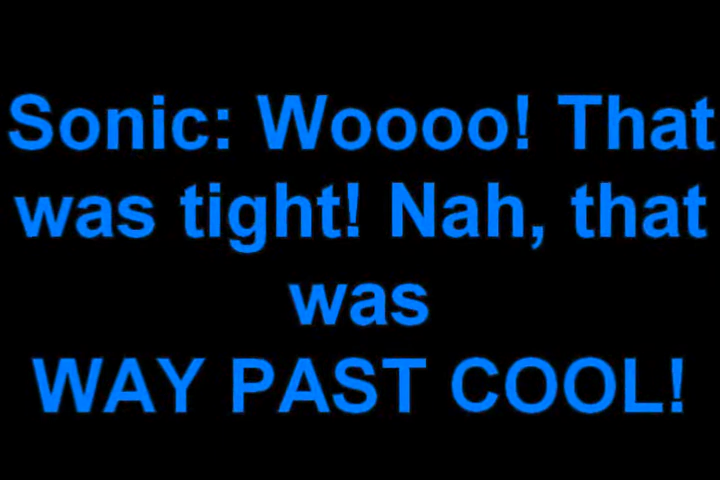 Sonic: Woooo! That
was tight! Nah, that
was
WAY PAST COOL!